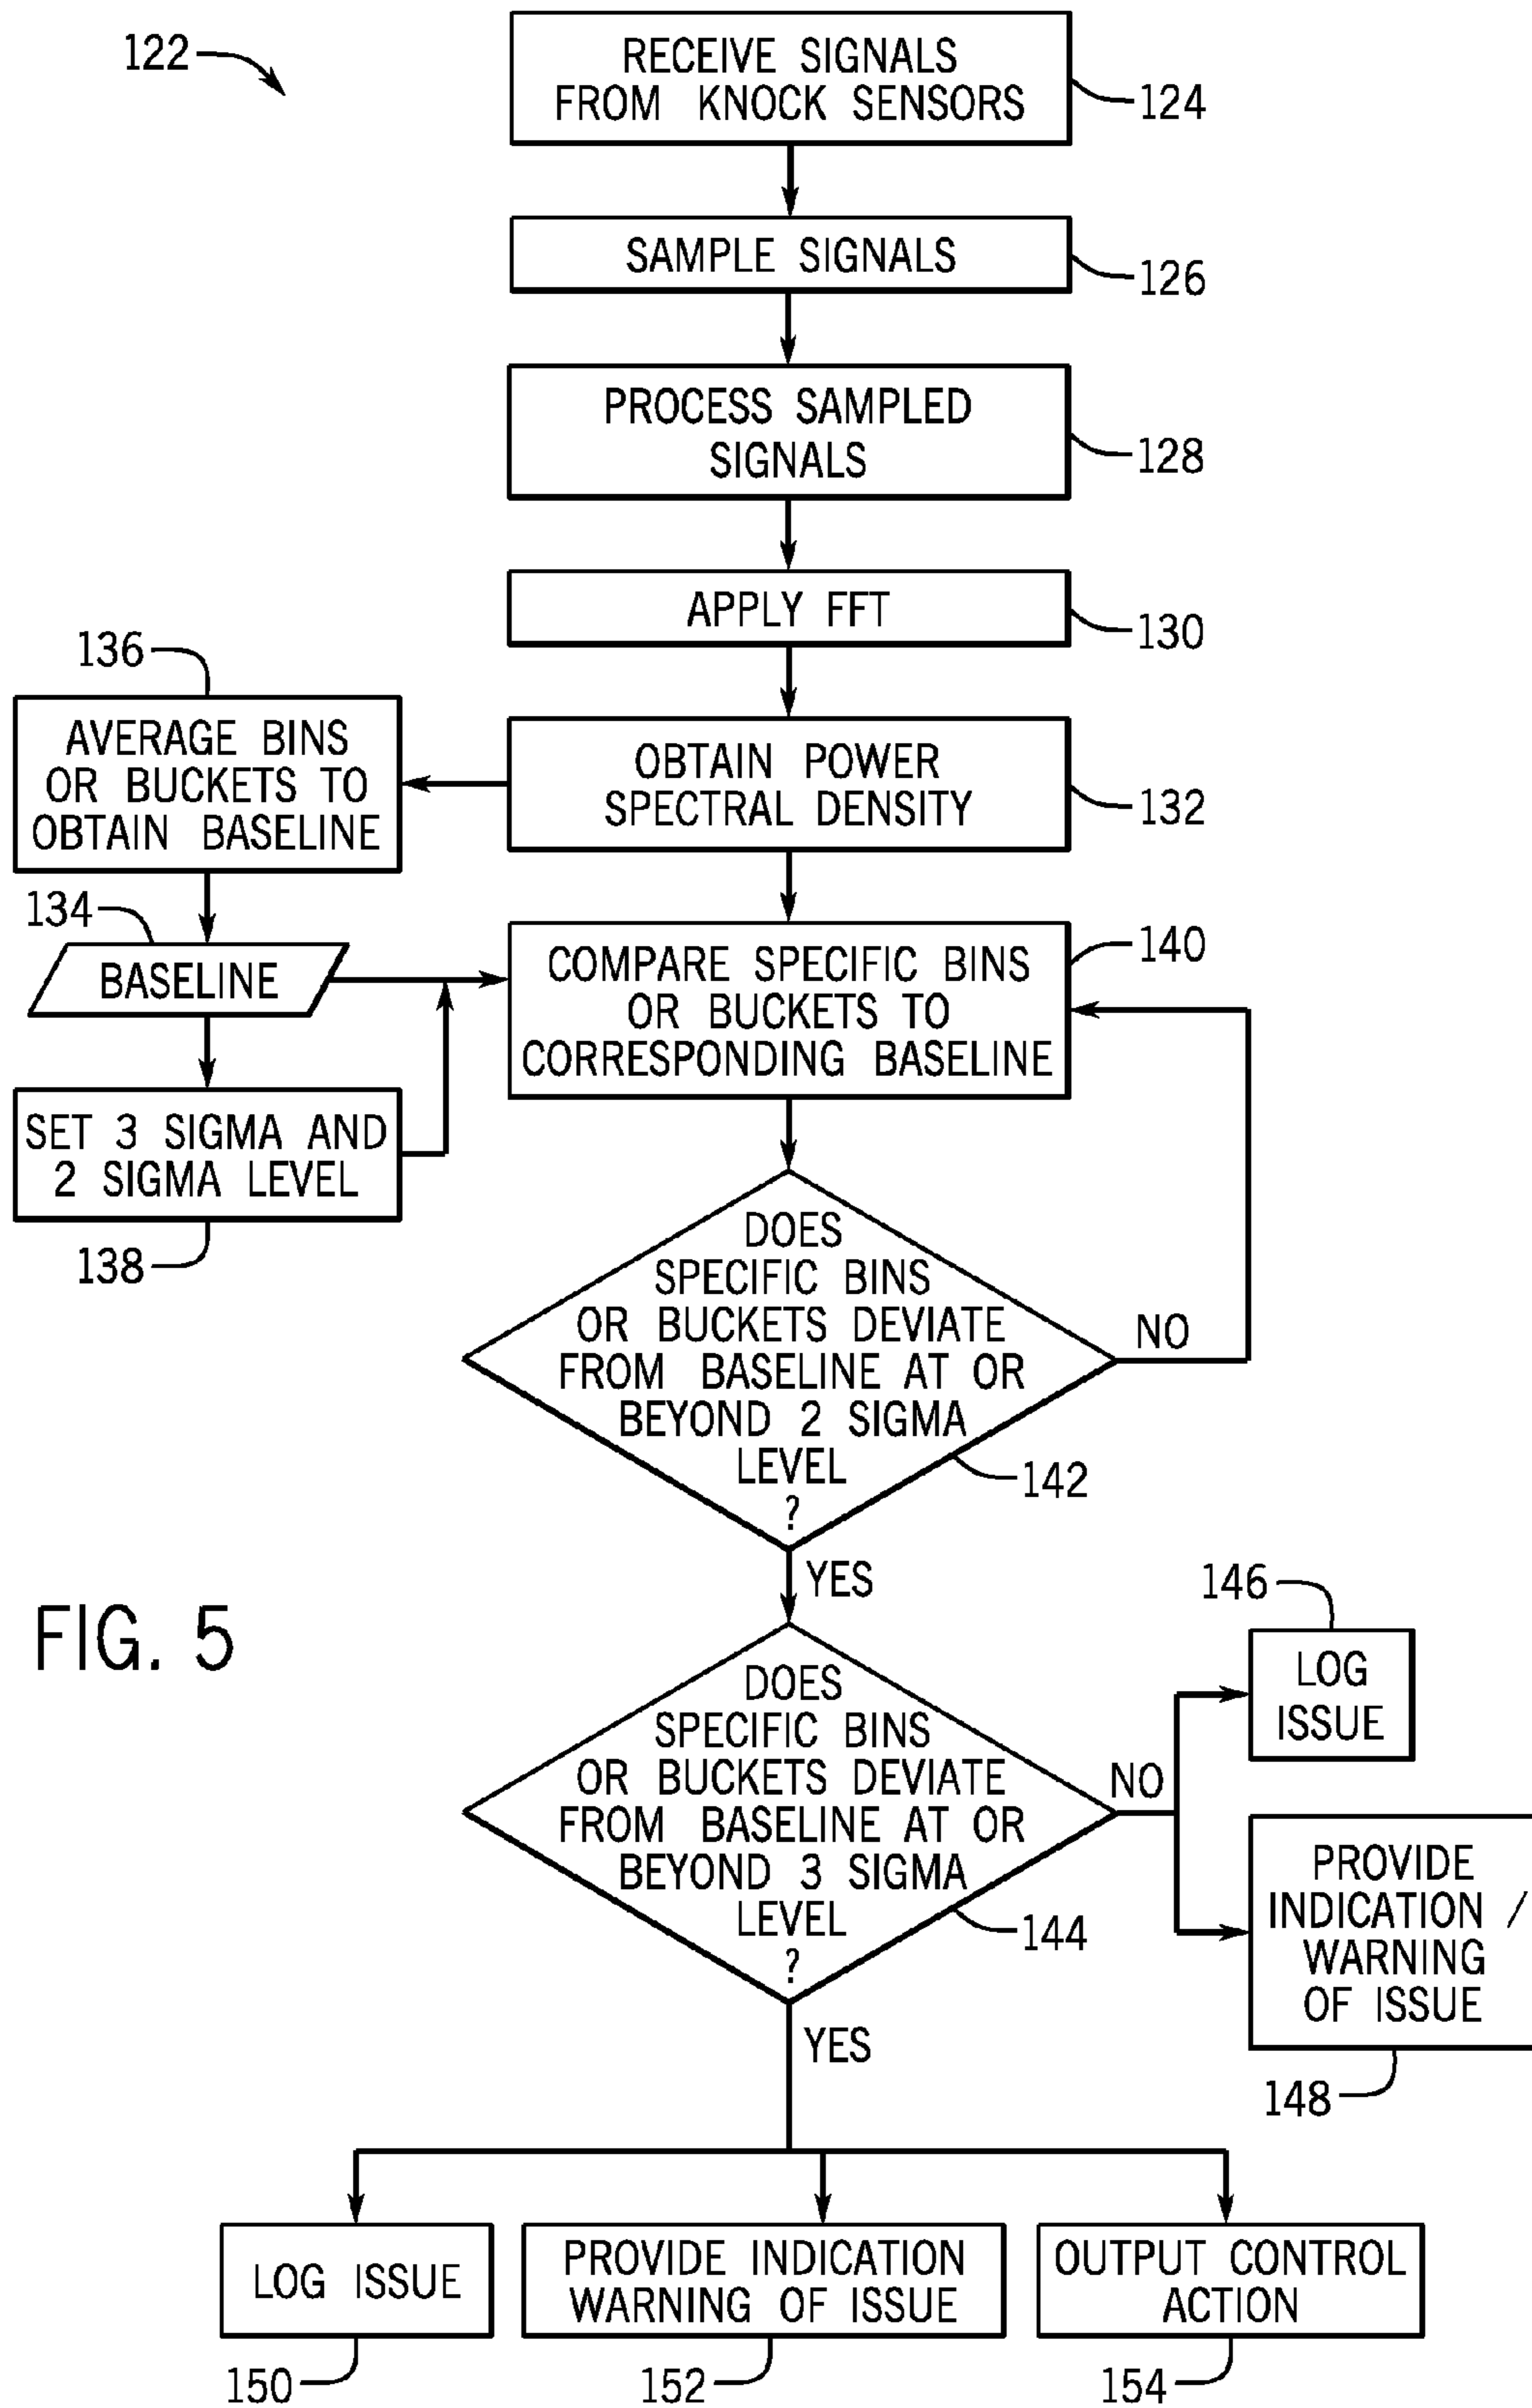 122
RECEIVE SIGNALS
FROM KNOCK SENSORS
124
SAMPLE SIGNALS
126
PROCESS SAMPLED
SIGNALS
128
APPLY FFT
130
136
AVERAGE BINS
OR BUCKETS TO
OBTAIN BASELINE
OBTAIN POWER
SPECTRAL DENSITY
132
134
BASELINE
COMPARE SPECIFIC BINS
OR BUCKETS TO
CORRESPONDING BASELINE
140
SET 3 SIGMA AND
2 SIGMA LEVEL
138
DOES
SPECIFIC BINS
OR BUCKETS DEVIATE
FROM BASELINE AT OR
BEYOND 2 SIGMA
LEVEL
?
NO
142
YES
FIG. 5
DOES
SPECIFIC BINS
OR BUCKETS DEVIATE
FROM BASELINE AT OR
BEYOND 3 SIGMA
LEVEL
?
NO
144
146
LOG
ISSUE
PROVIDE
INDICATION /
WARNING
OF ISSUE
148
YES
LOG ISSUE
150
PROVIDE INDICATION
WARNING OF ISSUE
152
OUTPUT CONTROL
ACTION
154